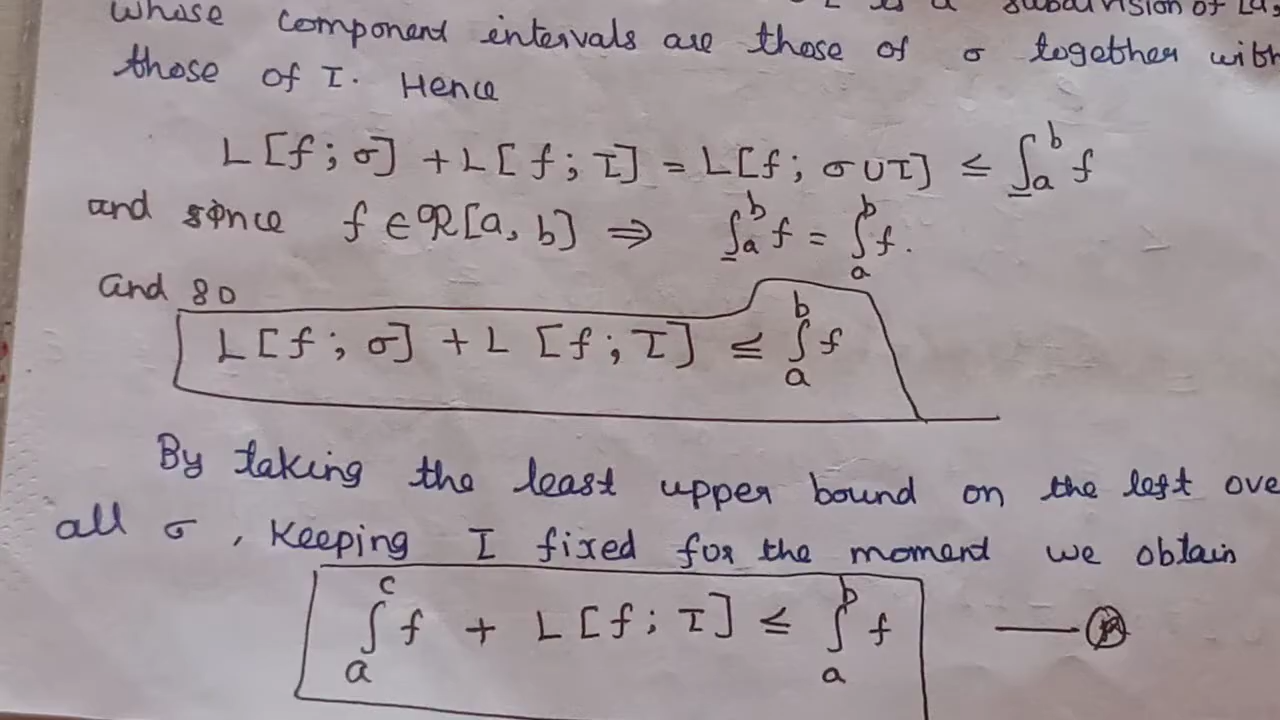 whose component intervals are those of σ together with
those of I. Hence
L[f; σ] + L[f; I] = L[f; σ ∪ I] ≤ ∫̲ₐᵇ f
and since f ∈ ℛ[a, b] ⇒ ∫̲ₐᵇ f = ∫ₐᵇ f.
and so
L[f; σ] + L [f; I] ≤ ∫ₐᵇ f
By taking the least upper bound on the left ove
all σ, keeping I fixed for the moment we obtain
∫ₐᶜ f + L[f; I] ≤ ∫ₐᵇ f